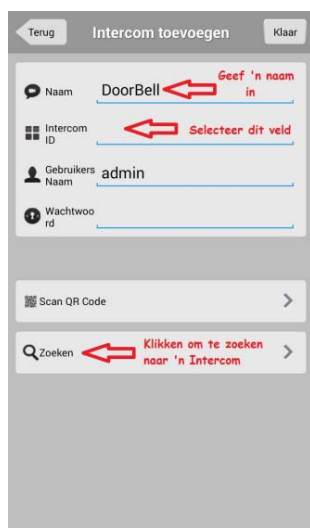 Terug Intercom toevoegen Klaar
Geef 'n naam
in
Naam DoorBell
Intercom
ID
Selecteer dit veld
Gebruikers
Naam
admin
Wachtwoo
rd
Scan QR Code
Zoeken
Klikken om te zoeken
naar 'n Intercom